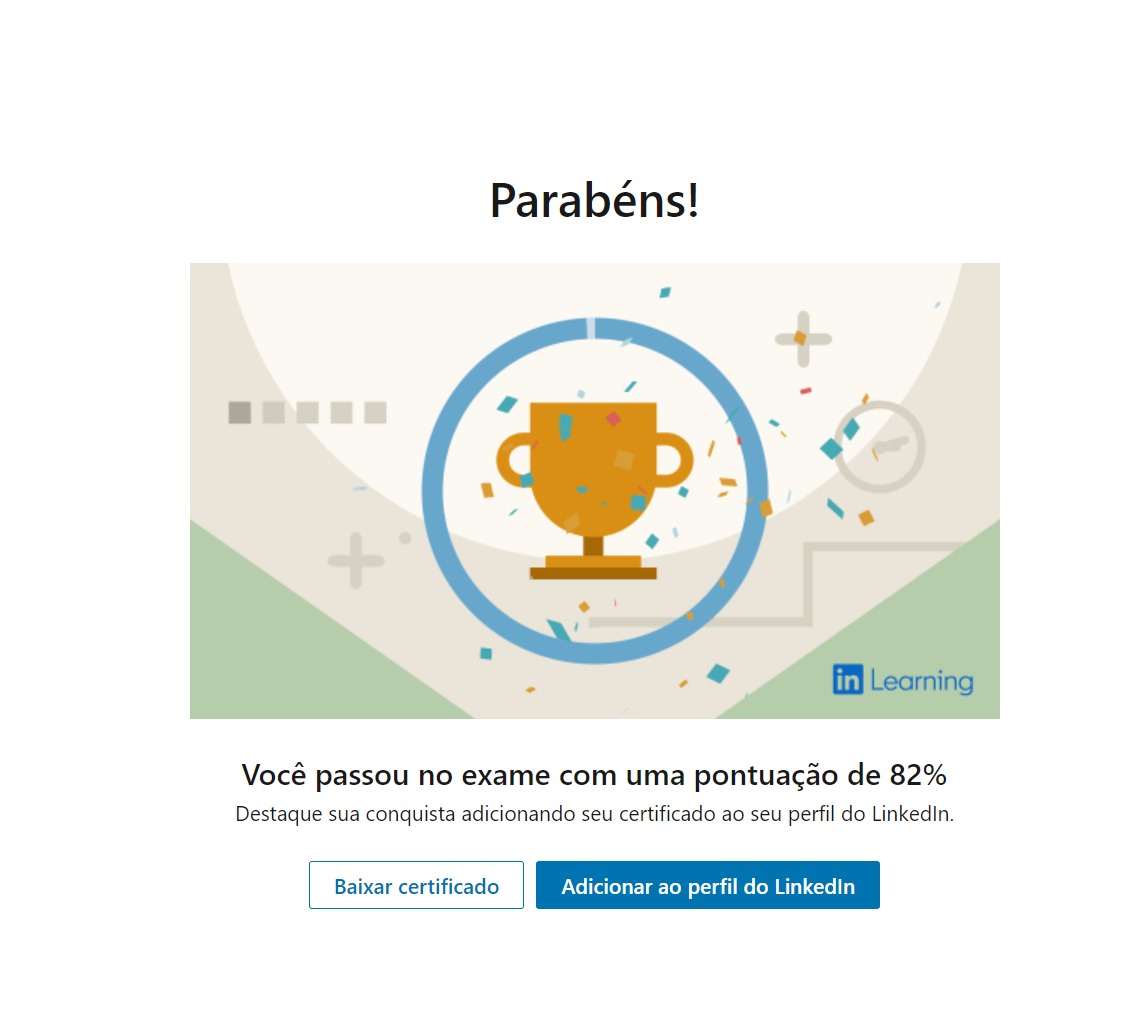 Parabéns!
in Learning
Você passou no exame com uma pontuação de 82%
Destaque sua conquista adicionando seu certificado ao seu perfil do LinkedIn.
Baixar certificado
Adicionar ao perfil do LinkedIn